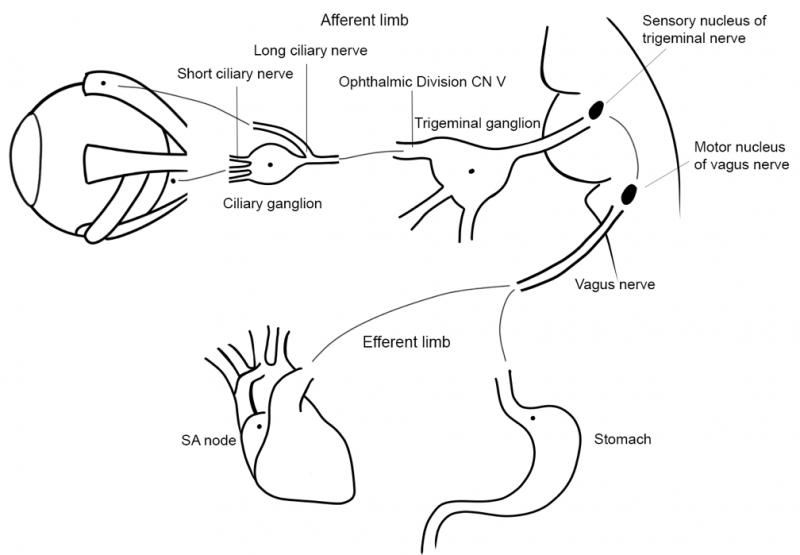 Afferent limb
Sensory nucleus of
trigeminal nerve
Long ciliary nerve
Short ciliary nerve
Ophthalmic Division CN V
Trigeminal ganglion
Motor nucleus
of vagus nerve
Ciliary ganglion
Vagus nerve
Efferent limb
SA node
Stomach